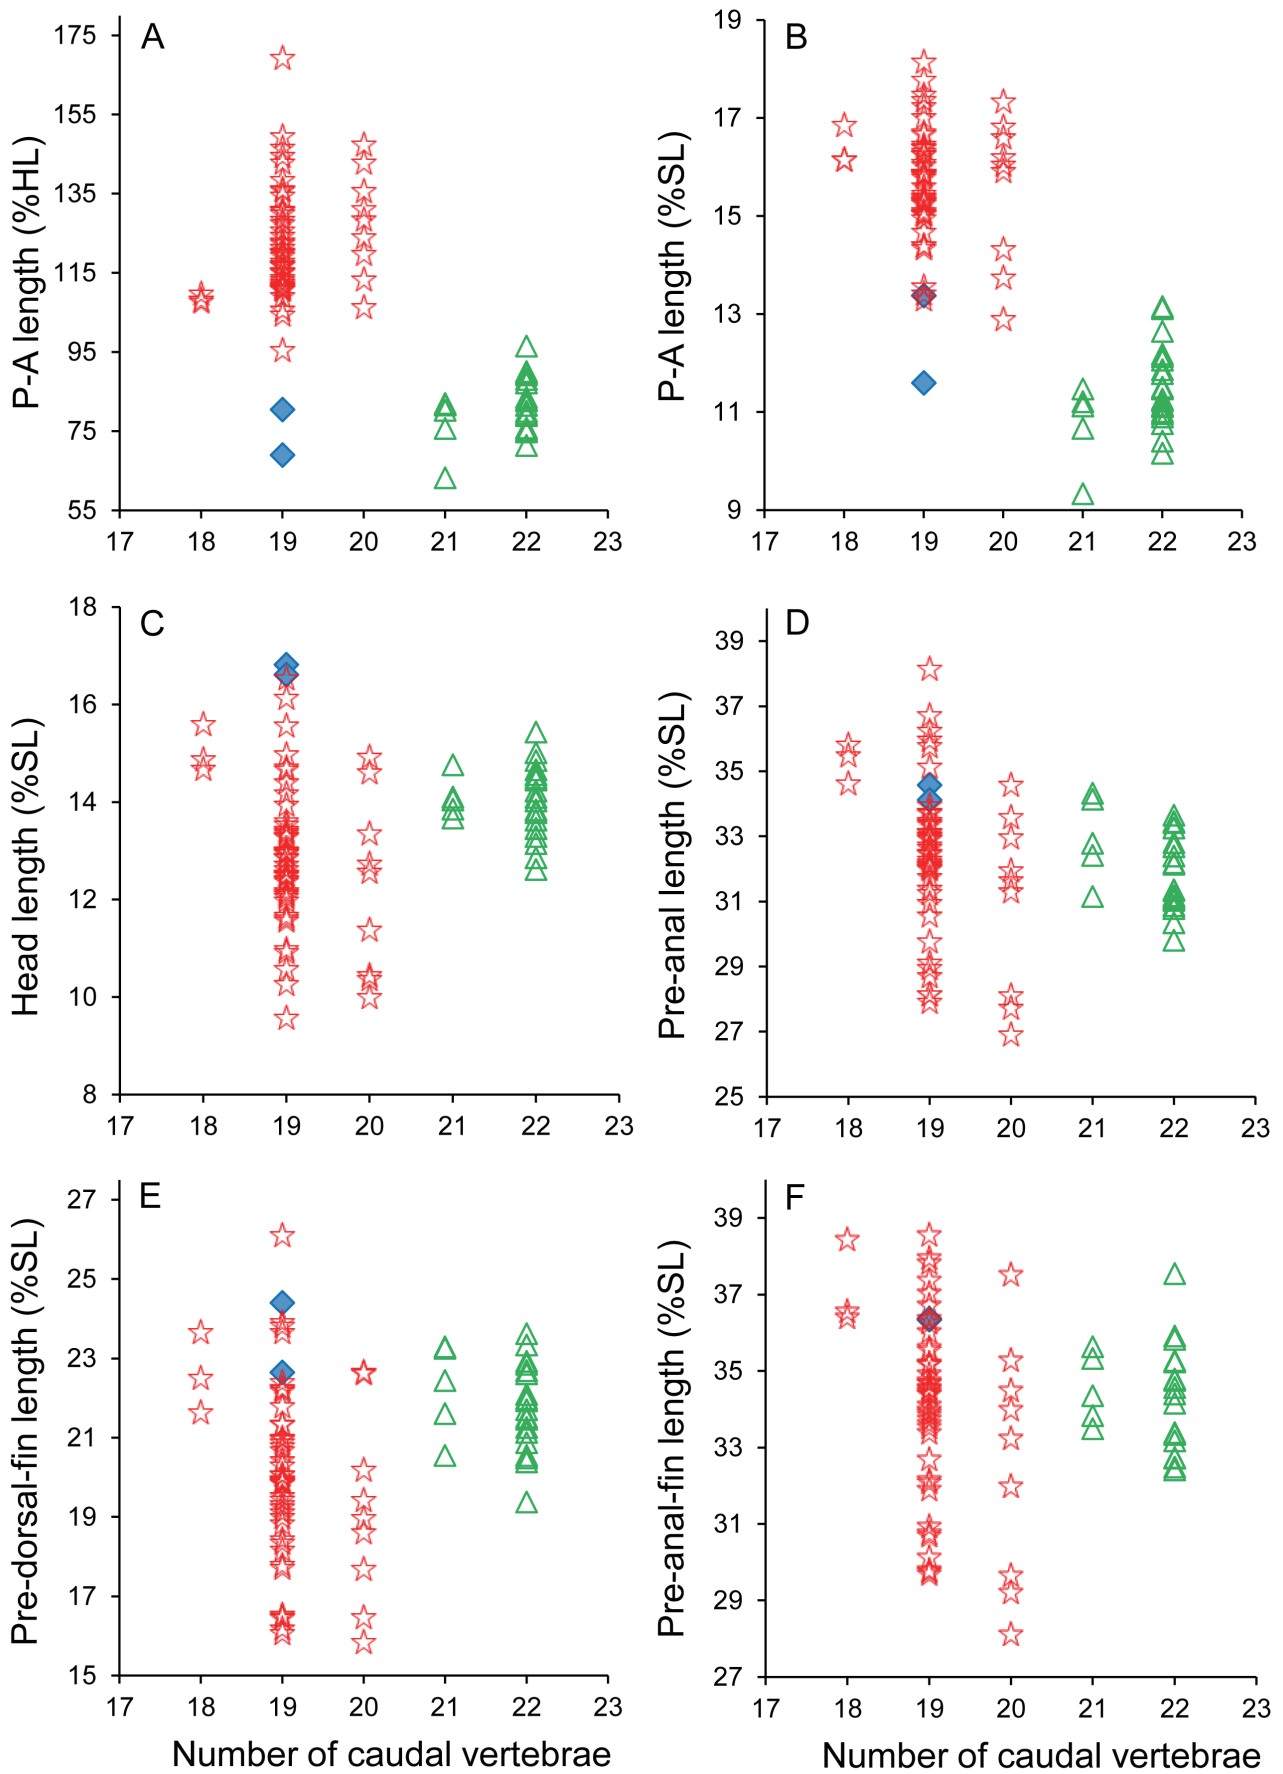 A
P-A length (%HL)
175
155
135
115
95
75
55
17 18 19 20 21 22 23
B
P-A length (%SL)
19
17
15
13
11
9
17 18 19 20 21 22 23
C
Head length (%SL)
18
16
14
12
10
8
17 18 19 20 21 22 23
D
Pre-anal length (%SL)
39
37
35
33
31
29
27
25
17 18 19 20 21 22 23
E
Pre-dorsal-fin length (%SL)
27
25
23
21
19
17
15
17 18 19 20 21 22 23
Number of caudal vertebrae
F
Pre-anal-fin length (%SL)
39
37
35
33
31
29
27
17 18 19 20 21 22 23
Number of caudal vertebrae